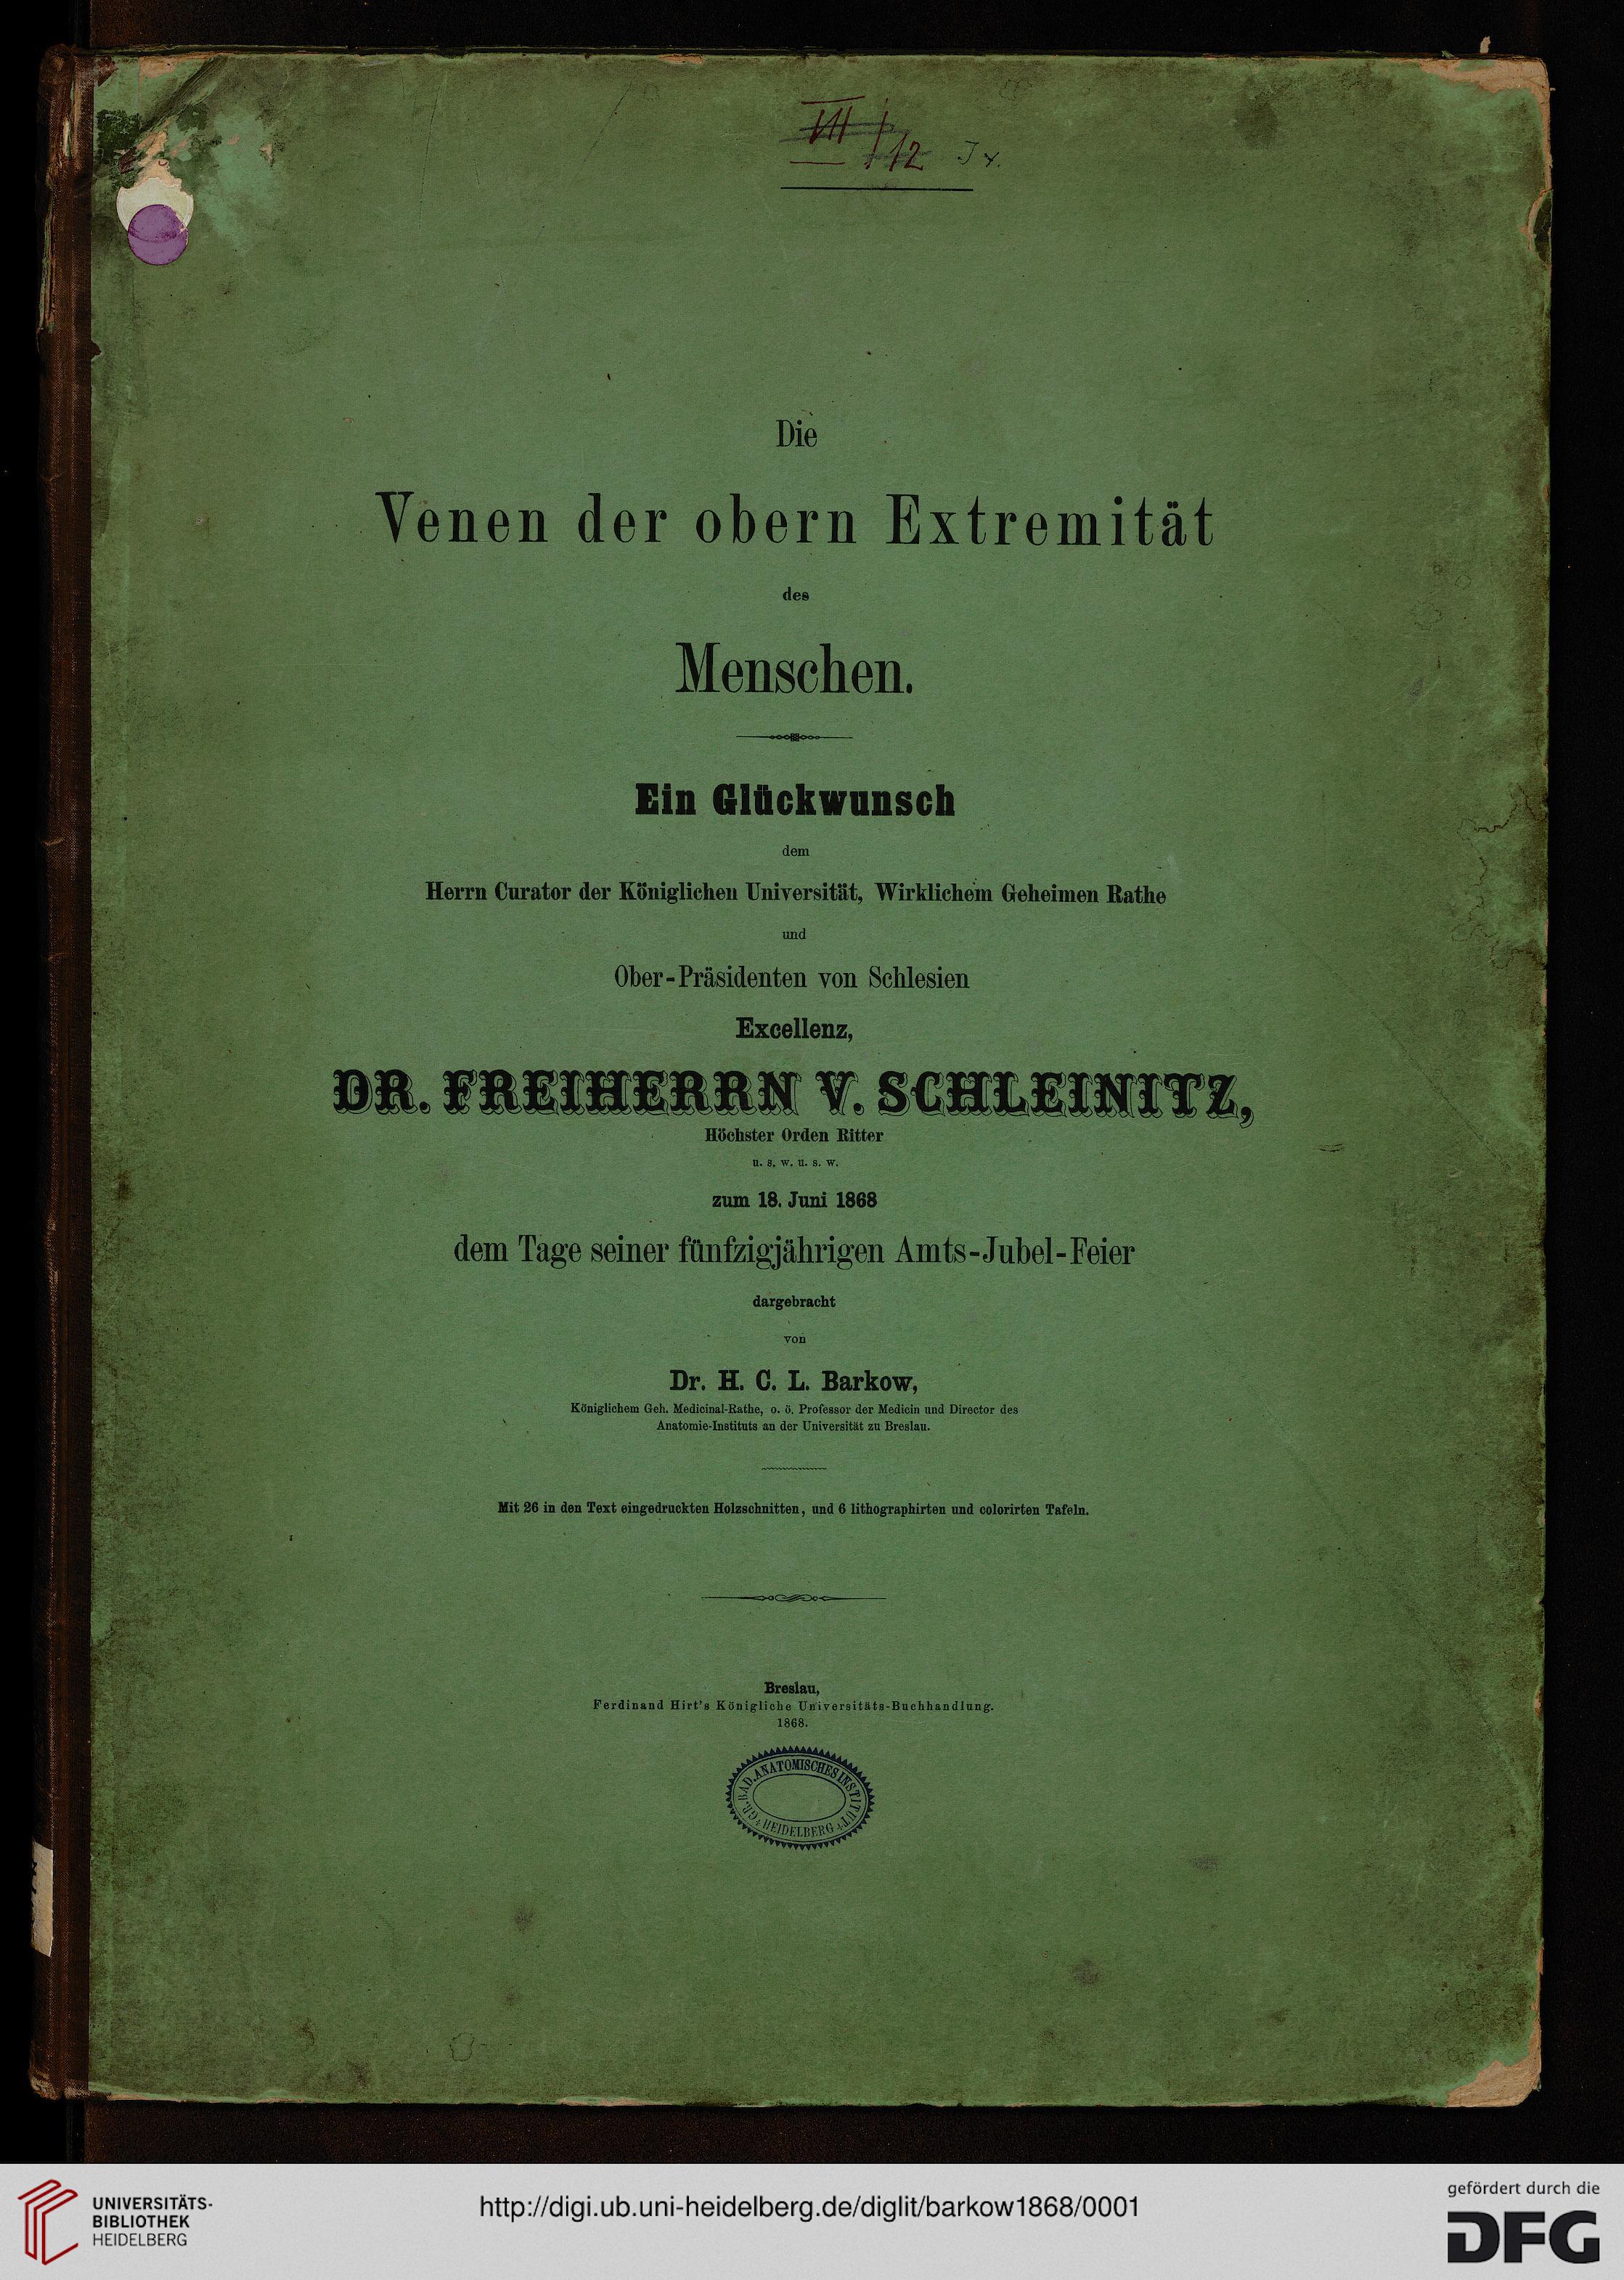 VII / 12
Die
Venen der obern Extremität
des
Menschen.
Ein Glückwunsch
dem
Herrn Curator der Königlichen Universität, Wirklichem Geheimen Rathe
und
Ober-Präsidenten von Schlesien
Excellenz,
DR. FREIHERRN V. SCHLEINITZ,
Höchster Orden Ritter
u. s. w. u. s. w.
zum 18. Juni 1868
dem Tage seiner fünfzigjährigen Amts-Jubel-Feier
dargebracht
von
Dr. H. C. L. Barkow,
Königlichem Geh. Medicinal-Rathe, o. ö. Professor der Medicin und Director des
Anatomie-Instituts an der Universität zu Breslau.
Mit 26 in den Text eingedruckten Holzschnitten, und 6 lithographirten und colorirten Tafeln.
Breslau,
Ferdinand Hirt's Königliche Universitäts-Buchhandlung.
1868.
GR. BAD. ANATOMISCHES INSTITUT
HEIDELBERG
UNIVERSITÄTS-
BIBLIOTHEK
HEIDELBERG
http://digi.ub.uni-heidelberg.de/diglit/barkow1868/0001
gefördert durch die
DFG